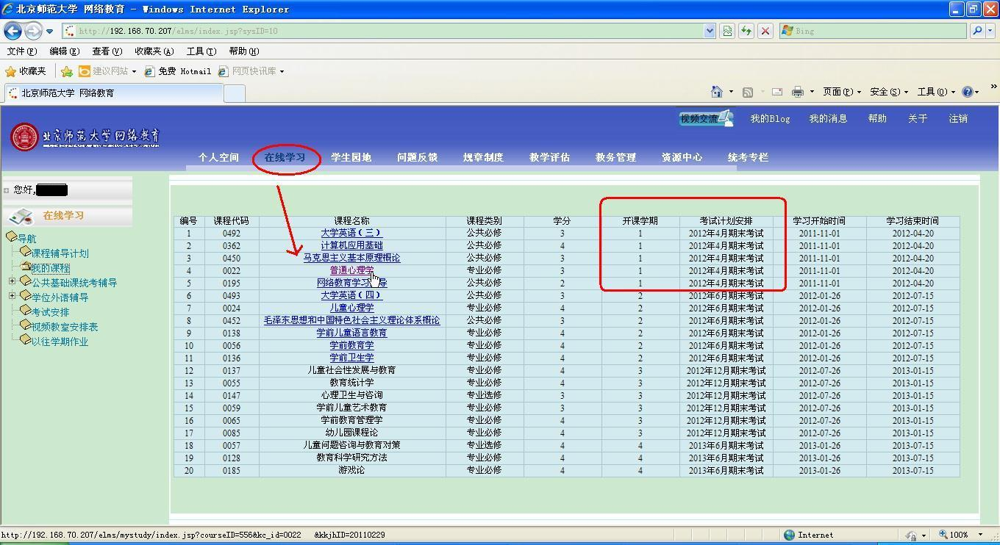 北京师范大学 网络教育 - Windows Internet Explorer
http://192.168.70.207/elms/index.jsp?sysID=10
Bing
文件(F) 编辑(E) 查看(V) 收藏夹(A) 工具(T) 帮助(H)
收藏夹 建议网站 免费 Hotmail 网页快讯库
北京师范大学 网络教育
页面(P) 安全(S) 工具(O)
视频交流 我的Blog 我的消息 帮助 关于 注销
北京师范大学网络教育
个人空间 在线学习 学生园地 问题反馈 规章制度 教学评估 教务管理 资源中心 统考专栏
您好,
在线学习
导航
课程辅导计划
我的课程
公共基础课统考辅导
学位外语辅导
考试安排
视频教室安排表
以往学期作业
编号 课程代码 课程名称 课程类别 学分 开课学期 考试计划安排 学习开始时间 学习结束时间
1 0492 大学英语(三) 公共必修 3 1 2012年4月期末考试 2011-11-01 2012-04-20
2 0362 计算机应用基础 公共必修 4 1 2012年4月期末考试 2011-11-01 2012-04-20
3 0450 马克思主义基本原理概论 公共必修 3 1 2012年4月期末考试 2011-11-01 2012-04-20
4 0022 普通心理学 专业必修 3 1 2012年4月期末考试 2011-11-01 2012-04-20
5 0195 网络教育学习 导 公共必修 2 1 2012年4月期末考试 2011-11-01 2012-04-20
6 0493 大学英语(四) 公共必修 3 2 2012年6月期末考试 2012-01-26 2012-07-15
7 0024 儿童心理学 专业必修 4 2 2012年6月期末考试 2012-01-26 2012-07-15
8 0452 毛泽东思想和中国特色社会主义理论体系概论 公共必修 3 2 2012年6月期末考试 2012-01-26 2012-07-15
9 0138 学前儿童语言教育 专业必修 4 2 2012年6月期末考试 2012-01-26 2012-07-15
10 0056 学前教育学 专业必修 4 2 2012年6月期末考试 2012-01-26 2012-07-15
11 0136 学前卫生学 专业必修 4 2 2012年6月期末考试 2012-01-26 2012-07-15
12 0137 儿童社会性发展与教育 专业必修 4 3 2012年12月期末考试 2012-07-26 2013-01-15
13 0055 教育统计学 专业必修 4 3 2012年12月期末考试 2012-07-26 2013-01-15
14 0147 心理卫生与咨询 专业选修 3 3 2012年12月期末考试 2012-07-26 2013-01-15
15 0059 学前儿童艺术教育 专业必修 3 3 2012年12月期末考试 2012-07-26 2013-01-15
16 0065 学前教育管理学 专业必修 4 3 2012年12月期末考试 2012-07-26 2013-01-15
17 0085 幼儿园课程论 专业必修 4 3 2012年12月期末考试 2012-07-26 2013-01-15
18 0057 儿童问题咨询与教育对策 专业选修 4 4 2013年6月期末考试 2013-01-26 2013-07-15
19 0128 教育科学研究方法 专业必修 4 4 2013年6月期末考试 2013-01-26 2013-07-15
20 0185 游戏论 专业必修 4 4 2013年6月期末考试 2013-01-26 2013-07-15
http://192.168.70.207/elms/mystudy/index.jsp?courseID=556&kc_id=0022 &kkjhID=20110229 Internet 100%